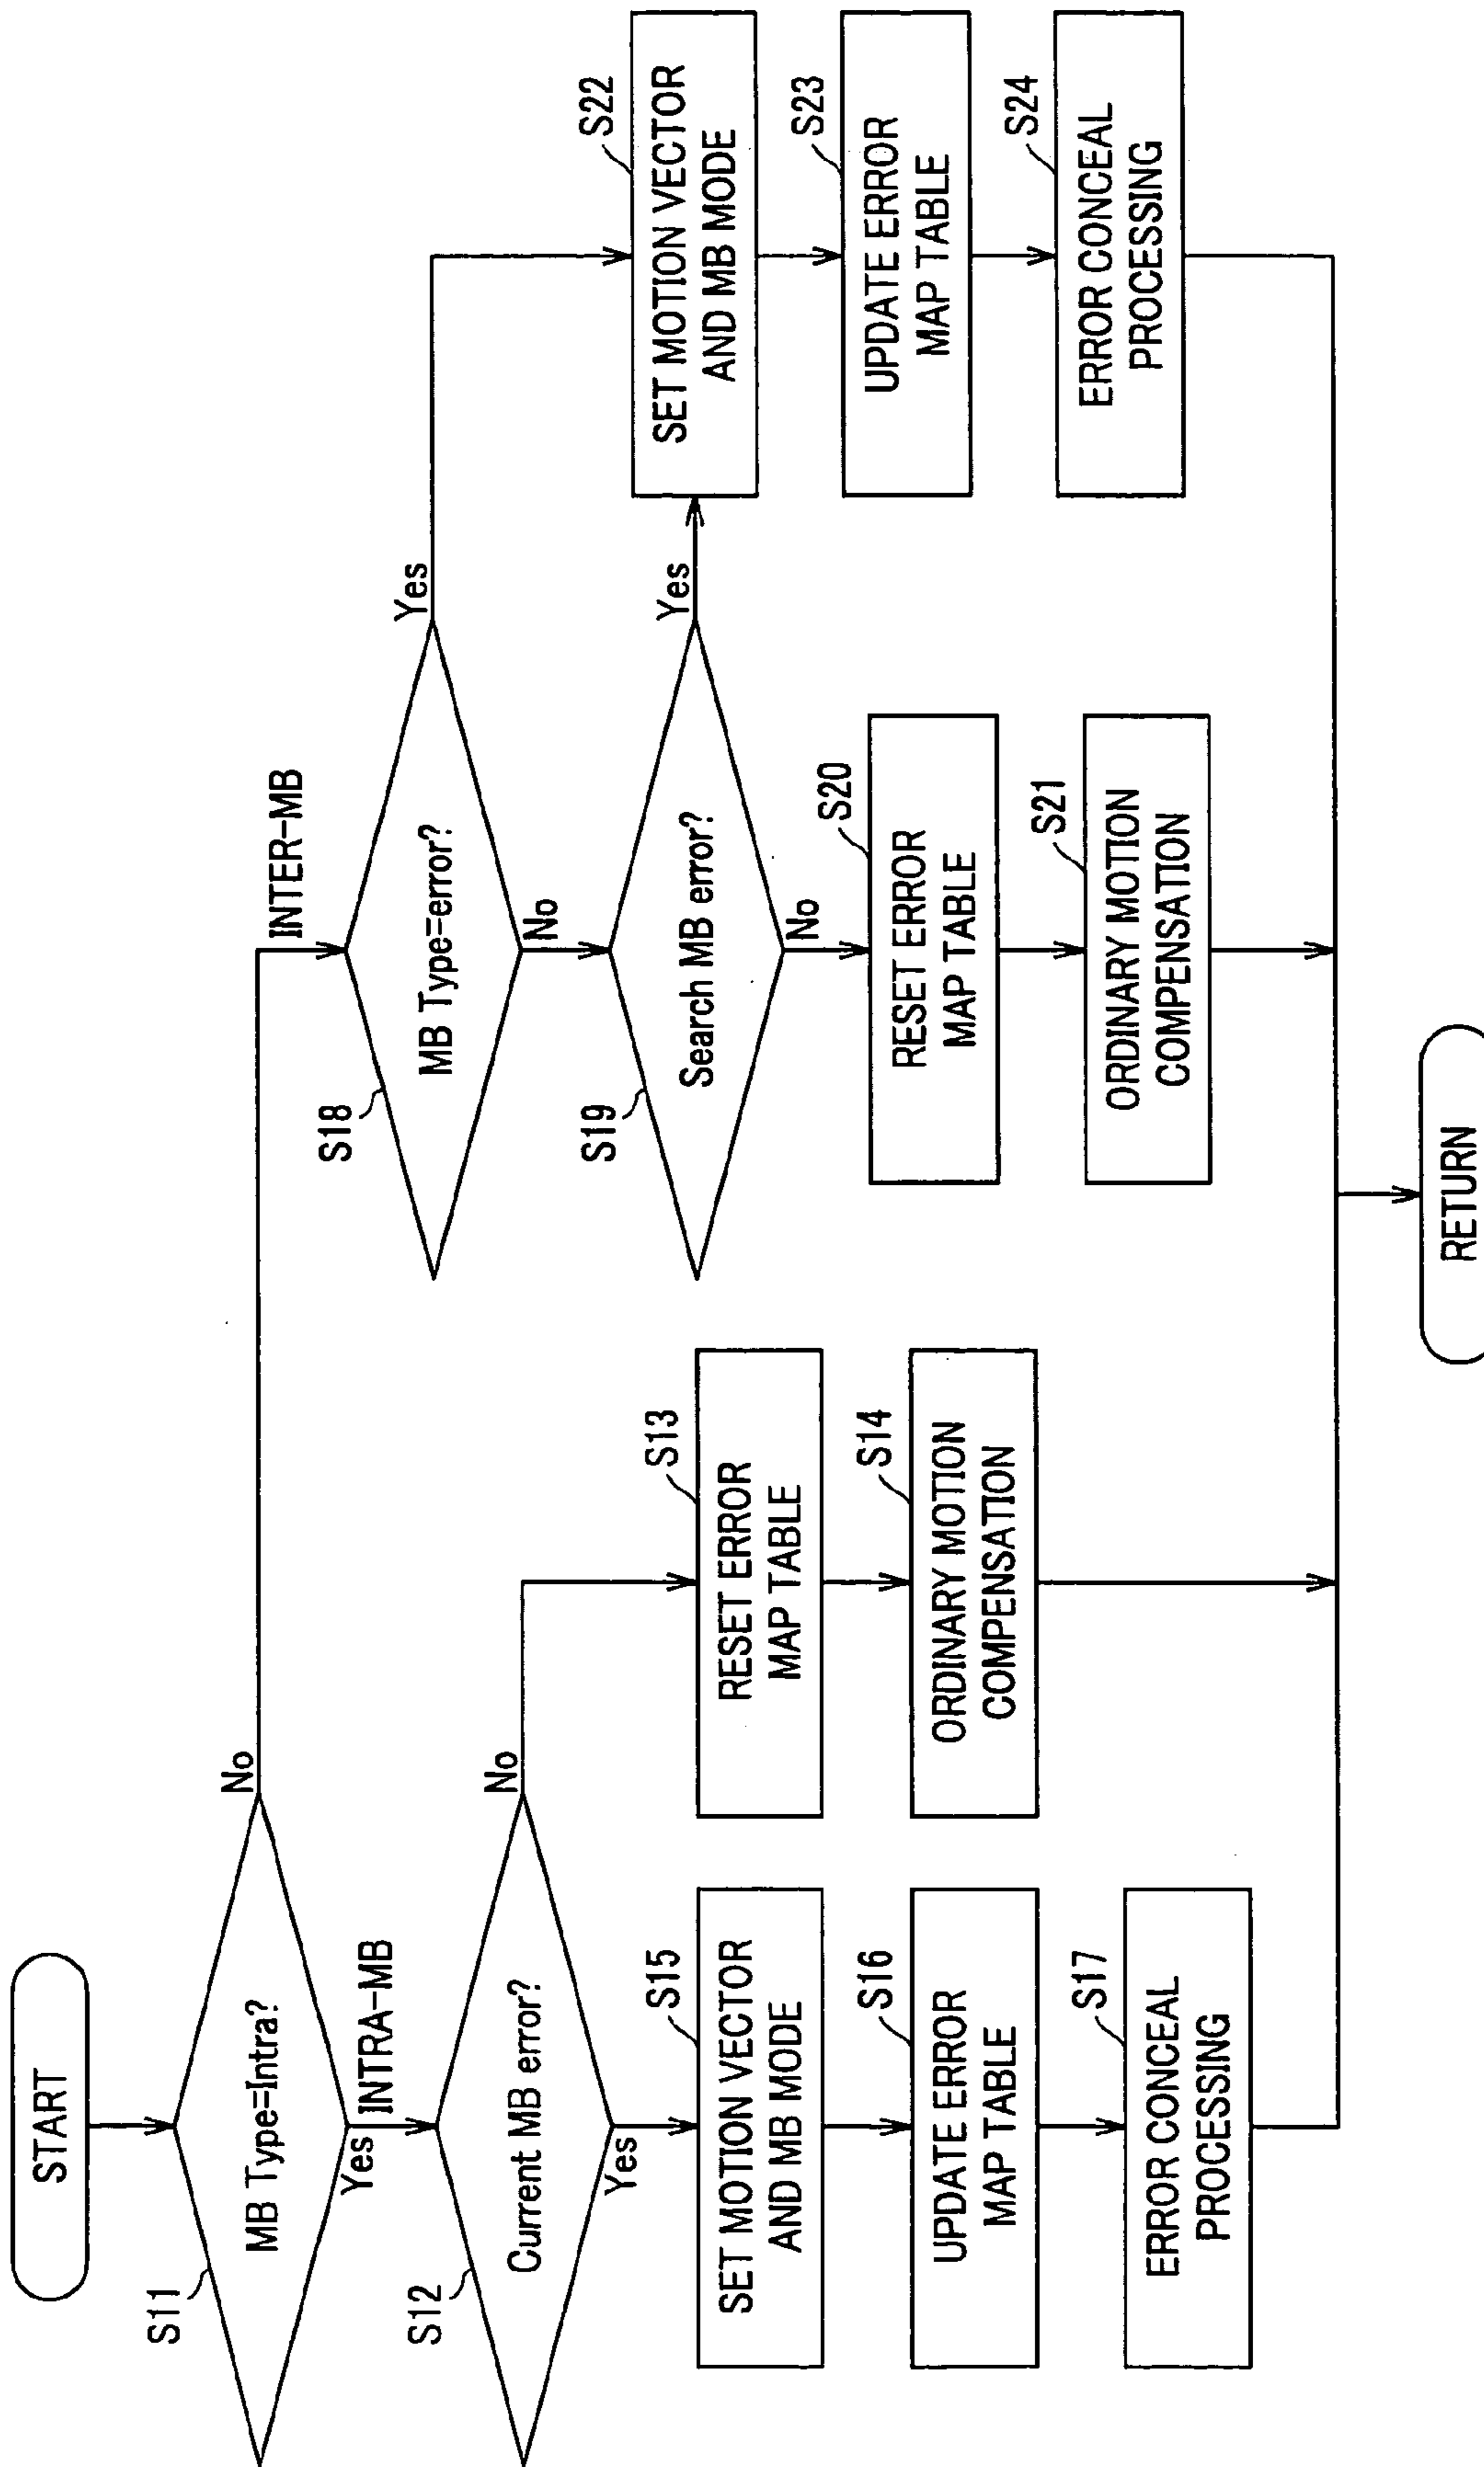 START
S11
MB Type=Intra?
No
Yes
INTRA-MB
S12
Current MB error?
No
Yes
S15
SET MOTION VECTOR
AND MB MODE
S16
UPDATE ERROR
MAP TABLE
S17
ERROR CONCEAL
PROCESSING
S13
RESET ERROR
MAP TABLE
S14
ORDINARY MOTION
COMPENSATION
INTER-MB
S18
MB Type=error?
Yes
No
S19
Search MB error?
Yes
No
S20
RESET ERROR
MAP TABLE
S21
ORDINARY MOTION
COMPENSATION
S22
SET MOTION VECTOR
AND MB MODE
S23
UPDATE ERROR
MAP TABLE
S24
ERROR CONCEAL
PROCESSING
RETURN